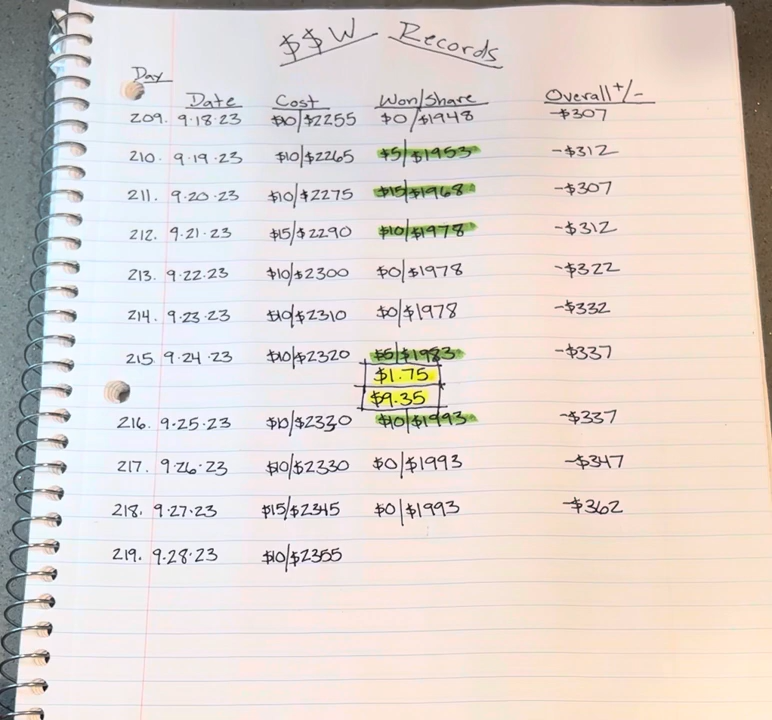 $$W Records
Day
Date Cost Won/Share Overall +/-
209. 9.18.23 $10/$2255 $0/$1948 -$307
210. 9.19.23 $10/$2265 $5/$1953 -$312
211. 9.20.23 $10/$2275 $15/$1968 -$307
212. 9.21.23 $15/$2290 $10/$1978 -$312
213. 9.22.23 $10/$2300 $0/$1978 -$322
214. 9.23.23 $10/$2310 $0/$1978 -$332
215. 9.24.23 $10/$2320 $5/$1983 -$337
$1.75
$9.35
216. 9.25.23 $10/$2330 $10/$1993 -$337
217. 9.26.23 $10/$2330 $0/$1993 -$347
218. 9.27.23 $15/$2345 $0/$1993 -$362
219. 9.28.23 $10/$2355